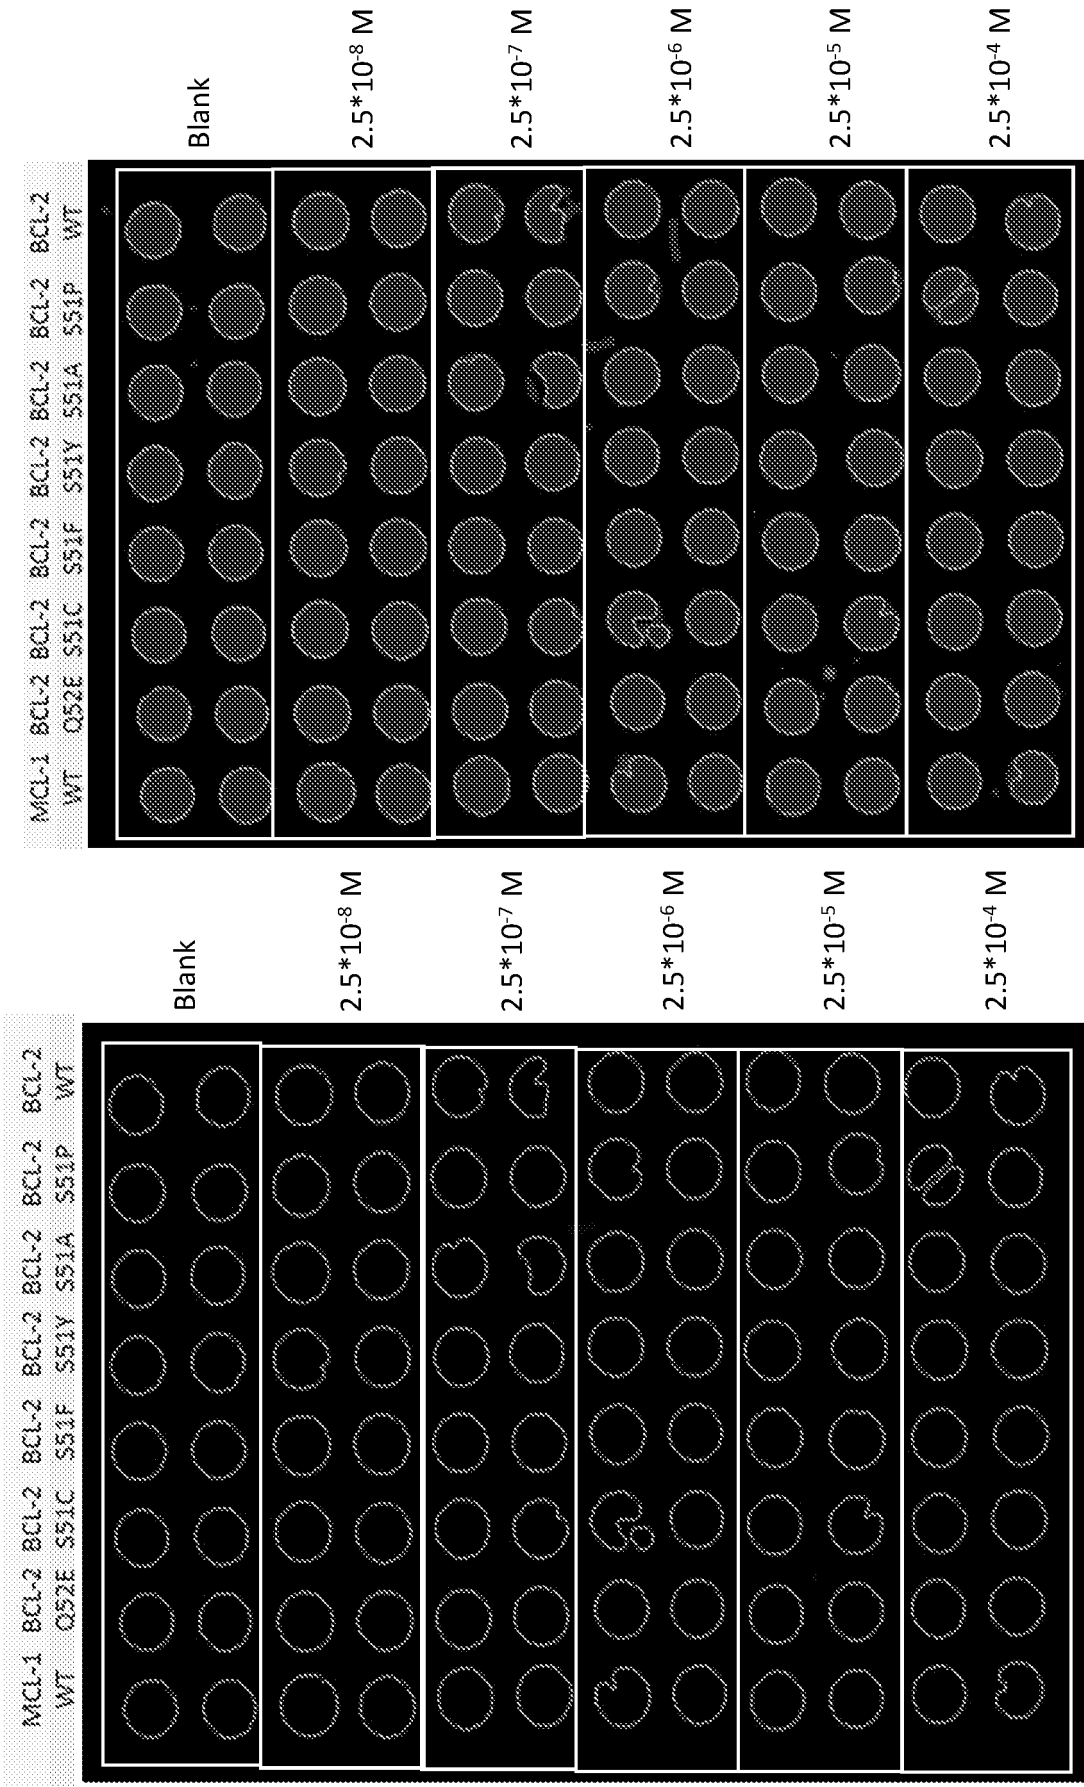 MCL-1 BCL-2 BCL-2 BCL-2 BCL-2 BCL-2 BCL-2 BCL-2
WT Q52E S51C S51F S51Y S51A S51P WT
Blank
2.5*10-8 M
2.5*10-7 M
2.5*10-6 M
2.5*10-5 M
2.5*10-4 M
MCL-1 BCL-2 BCL-2 BCL-2 BCL-2 BCL-2 BCL-2 BCL-2
WT Q52E S51C S51F S51Y S51A S51P WT
Blank
2.5*10-8 M
2.5*10-7 M
2.5*10-6 M
2.5*10-5 M
2.5*10-4 M